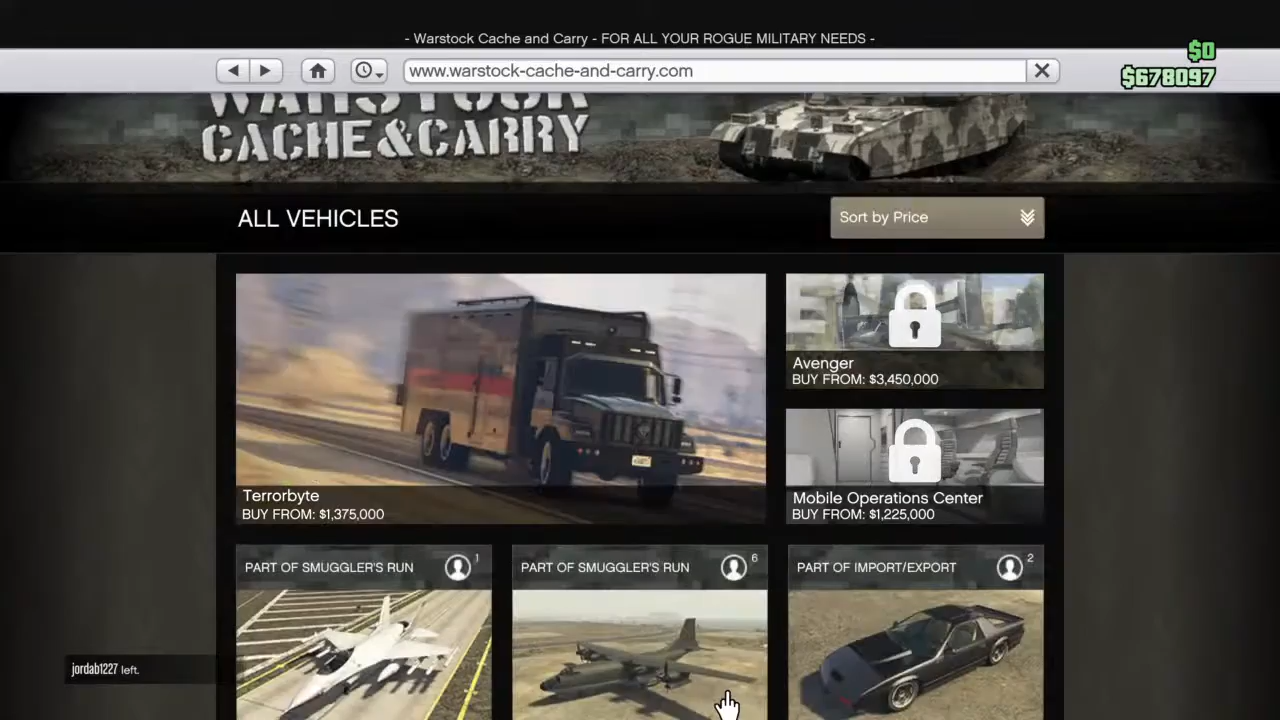 - Warstock Cache and Carry - FOR ALL YOUR ROGUE MILITARY NEEDS -
$0
www.warstock-cache-and-carry.com
$678097
WARSTOCK
CACHE&CARRY
ALL VEHICLES
Sort by Price
Terrorbyte
BUY FROM: $1,375,000
Avenger
BUY FROM: $3,450,000
Mobile Operations Center
BUY FROM: $1,225,000
PART OF SMUGGLER'S RUN 1
PART OF SMUGGLER'S RUN 6
PART OF IMPORT/EXPORT 2
jordab1227 left.